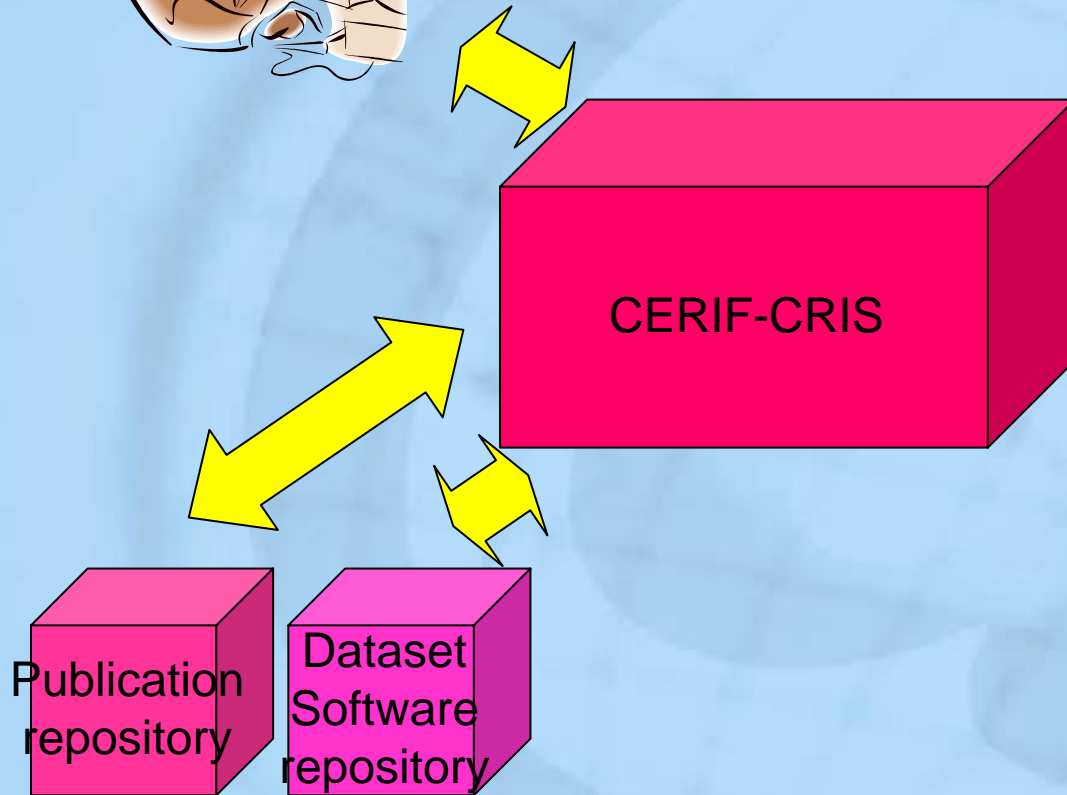 CERIF-CRIS
Publication
repository
Dataset
Software
repository